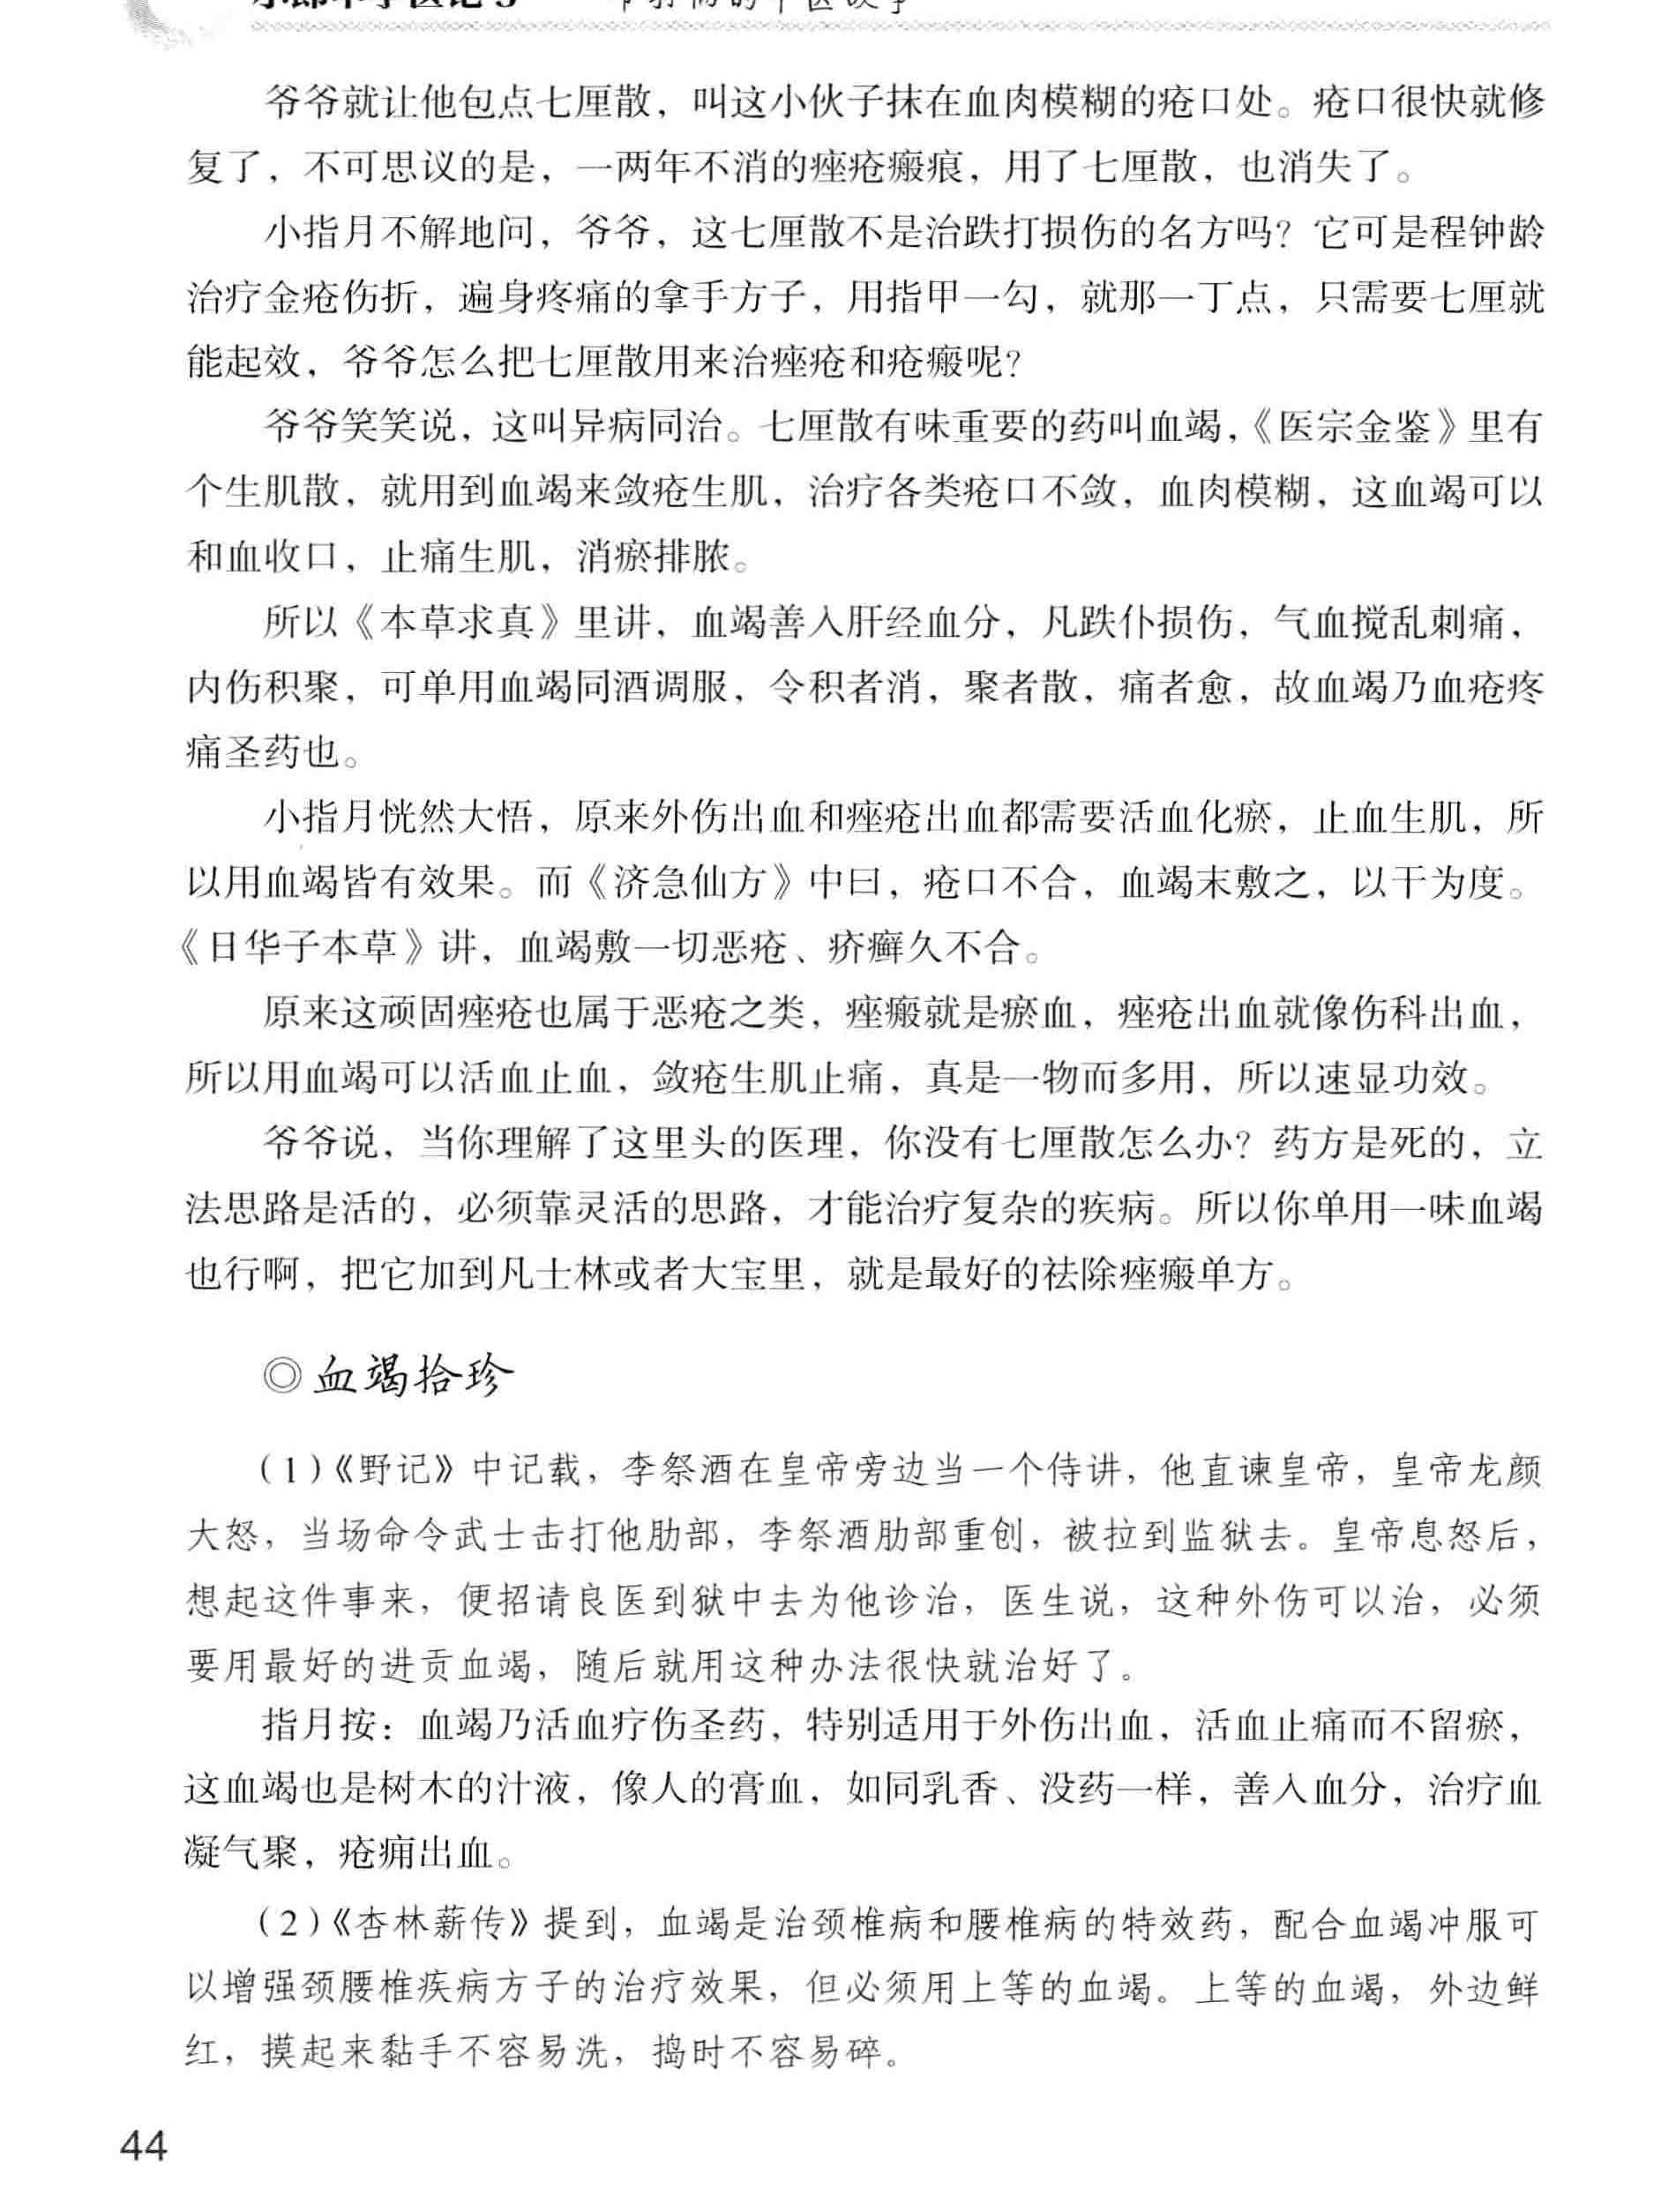 爷爷就让他包点七厘散，叫这小伙子抹在血肉模糊的疮口处。疮口很快就修
复了，不可思议的是，一两年不消的痤疮瘢痕，用了七厘散，也消失了。
小指月不解地问，爷爷，这七厘散不是治跌打损伤的名方吗？它可是程钟龄
治疗金疮伤折，遍身疼痛的拿手方子，用指甲一勾，就那一丁点，只需要七厘就
能起效，爷爷怎么把七厘散用来治痤疮和疮瘢呢？
爷爷笑笑说，这叫异病同治。七厘散有味重要的药叫血竭，《医宗金鉴》里有
个生肌散，就用到血竭来敛疮生肌，治疗各类疮口不敛，血肉模糊，这血竭可以
和血收口，止痛生肌，消瘀排脓。
所以《本草求真》里讲，血竭善入肝经血分，凡跌仆损伤，气血搅乱刺痛，
内伤积聚，可单用血竭同酒调服，令积者消，聚者散，痛者愈，故血竭乃血疮疼
痛圣药也。
小指月恍然大悟，原来外伤出血和痤疮出血都需要活血化瘀，止血生肌，所
以用血竭皆有效果。而《济急仙方》中曰，疮口不合，血竭末敷之，以干为度。
《日华子本草》讲，血竭敷一切恶疮、疥癣久不合。
原来这顽固痤疮也属于恶疮之类，痤瘢就是瘀血，痤疮出血就像伤科出血，
所以用血竭可以活血止血，敛疮生肌止痛，真是一物而多用，所以速显功效。
爷爷说，当你理解了这里头的医理，你没有七厘散怎么办？药方是死的，立
法思路是活的，必须靠灵活的思路，才能治疗复杂的疾病。所以你单用一味血竭
也行啊，把它加到凡士林或者大宝里，就是最好的祛除痤瘢单方。
◎血竭拾珍
（1）《野记》中记载，李祭酒在皇帝旁边当一个侍讲，他直谏皇帝，皇帝龙颜
大怒，当场命令武士击打他肋部，李祭酒肋部重创，被拉到监狱去。皇帝息怒后，
想起这件事来，便招请良医到狱中去为他诊治，医生说，这种外伤可以治，必须
要用最好的进贡血竭，随后就用这种办法很快就治好了。
指月按：血竭乃活血疗伤圣药，特别适用于外伤出血，活血止痛而不留瘀，
这血竭也是树木的汁液，像人的膏血，如同乳香、没药一样，善入血分，治疗血
凝气聚，疮痈出血。
（2）《杏林薪传》提到，血竭是治颈椎病和腰椎病的特效药，配合血竭冲服可
以增强颈腰椎疾病方子的治疗效果，但必须用上等的血竭。上等的血竭，外边鲜
红，摸起来黏手不容易洗，捣时不容易碎。
44